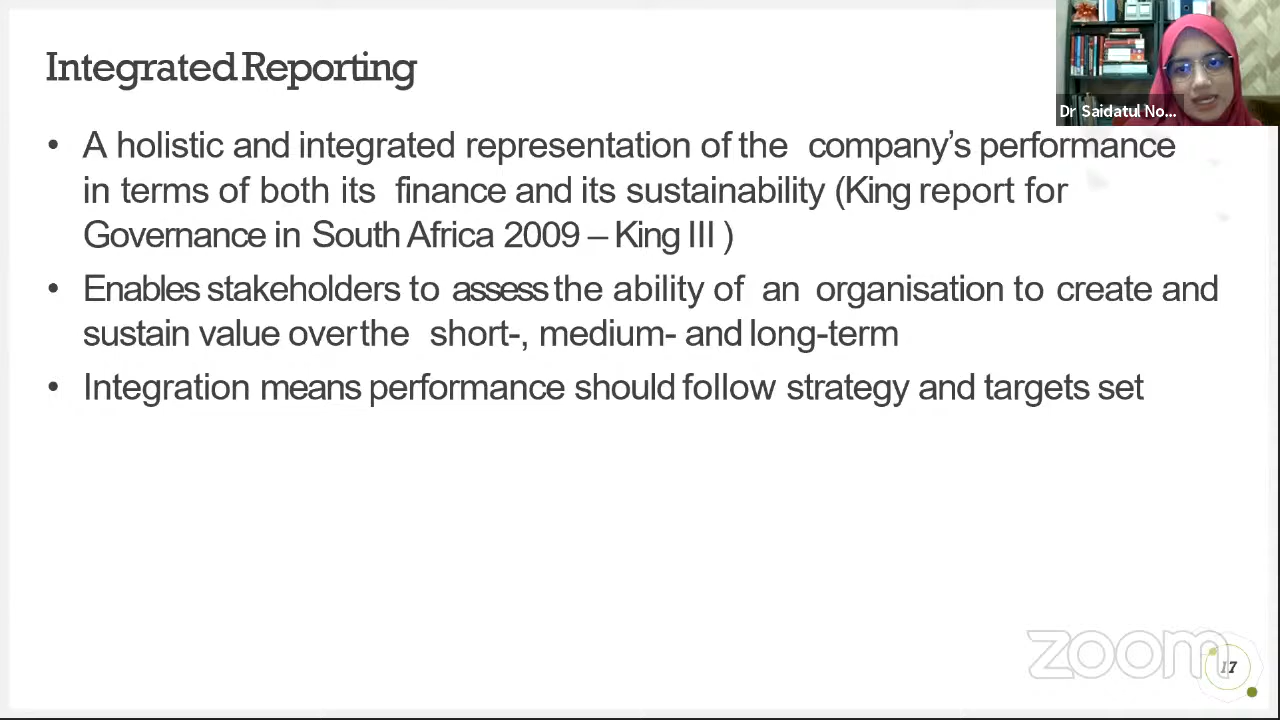 Integrated Reporting
Dr Saidatul No...
• A holistic and integrated representation of the company's performance
in terms of both its finance and its sustainability (King report for
Governance in South Africa 2009 – King III )
• Enables stakeholders to assess the ability of an organisation to create and
sustain value over the short-, medium- and long-term
• Integration means performance should follow strategy and targets set
zoom
17